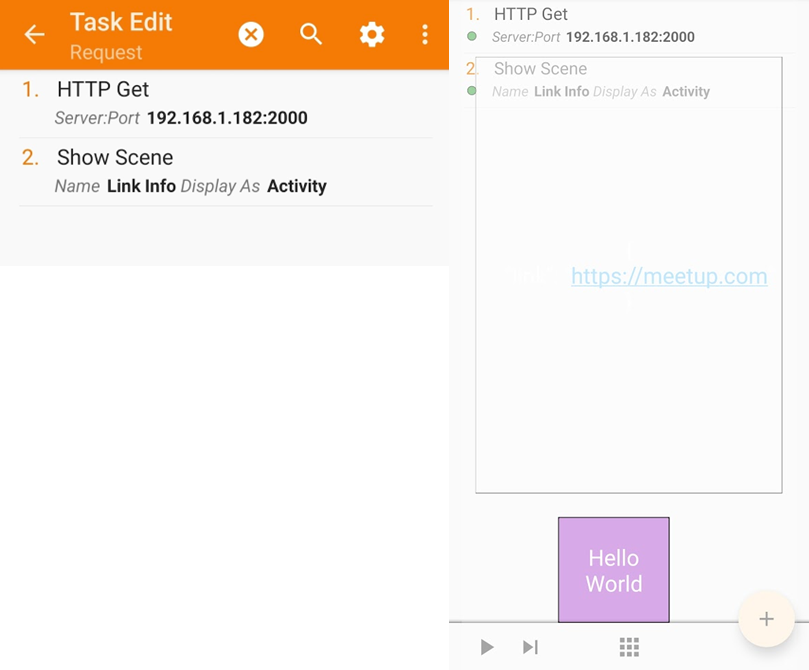 Task Edit
Request
1. HTTP Get
Server:Port 192.168.1.182:2000
2. Show Scene
Name Link Info Display As Activity
1. HTTP Get
Server:Port 192.168.1.182:2000
2. Show Scene
Name Link Info Display As Activity
https://meetup.com
Hello
World